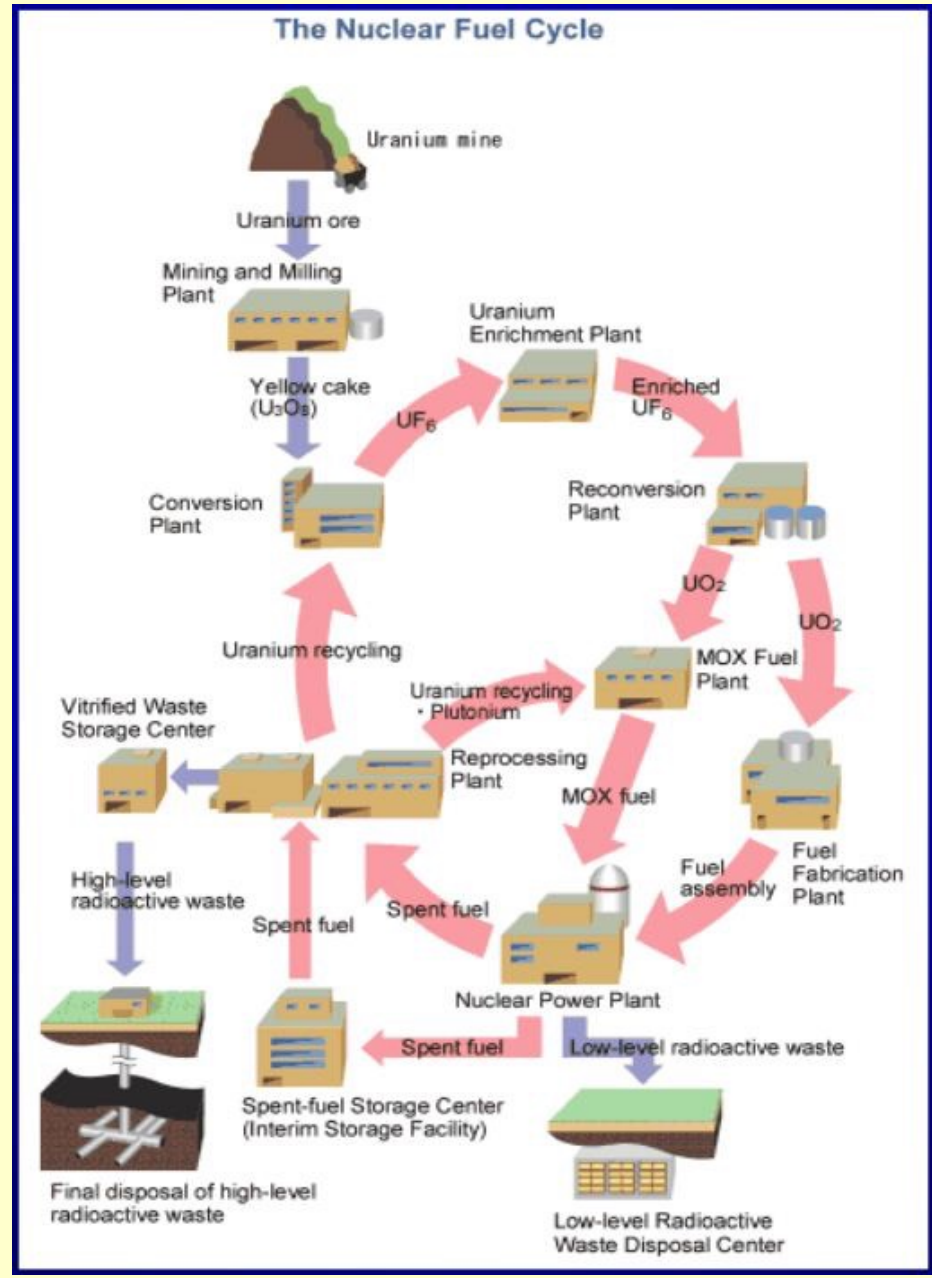 The Nuclear Fuel Cycle
Uranium mine
Uranium ore
Mining and Milling
Plant
Uranium
Enrichment Plant
Yellow cake
(U₃O₈)
UF₆
Enriched
UF₆
Conversion
Plant
Reconversion
Plant
UO₂
UO₂
Uranium recycling
MOX Fuel
Plant
Uranium recycling
・Plutonium
Vitrified Waste
Storage Center
Reprocessing
Plant
MOX fuel
Fuel
assembly
Fuel
Fabrication
Plant
High-level
radioactive waste
Spent fuel
Spent fuel
Nuclear Power Plant
Spent fuel
Low-level radioactive waste
Spent-fuel Storage Center
(Interim Storage Facility)
Final disposal of high-level
radioactive waste
Low-level Radioactive
Waste Disposal Center